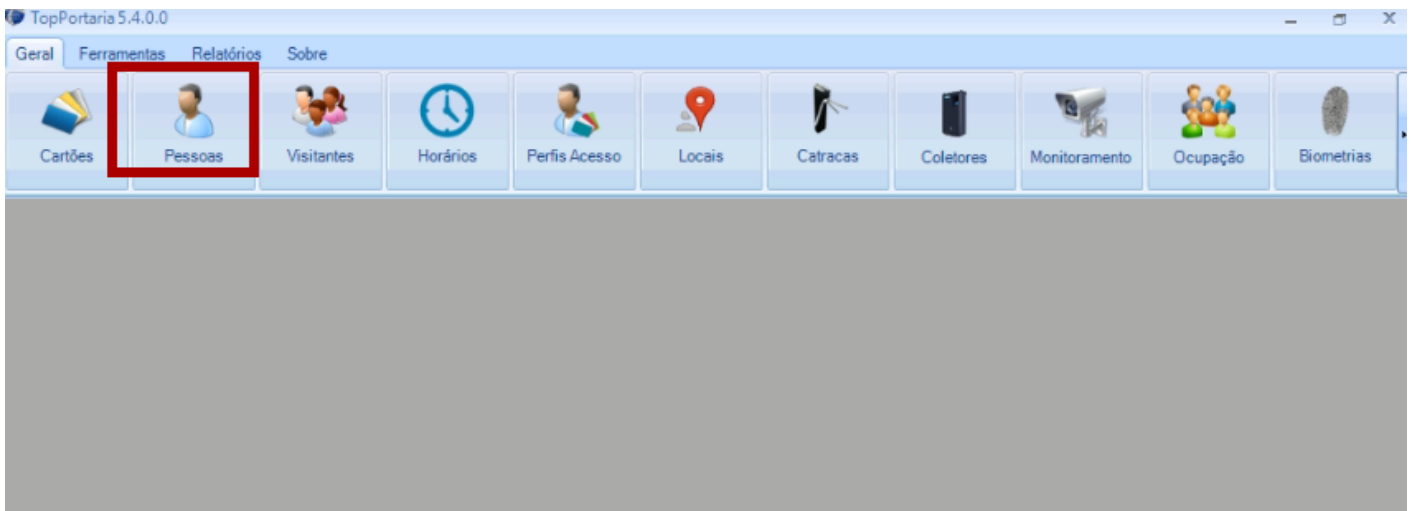 TopPortaria 5.4.0.0
Geral Ferramentas Relatórios Sobre
Cartões Pessoas Visitantes Horários Perfis Acesso Locais Catracas Coletores Monitoramento Ocupação Biometrias